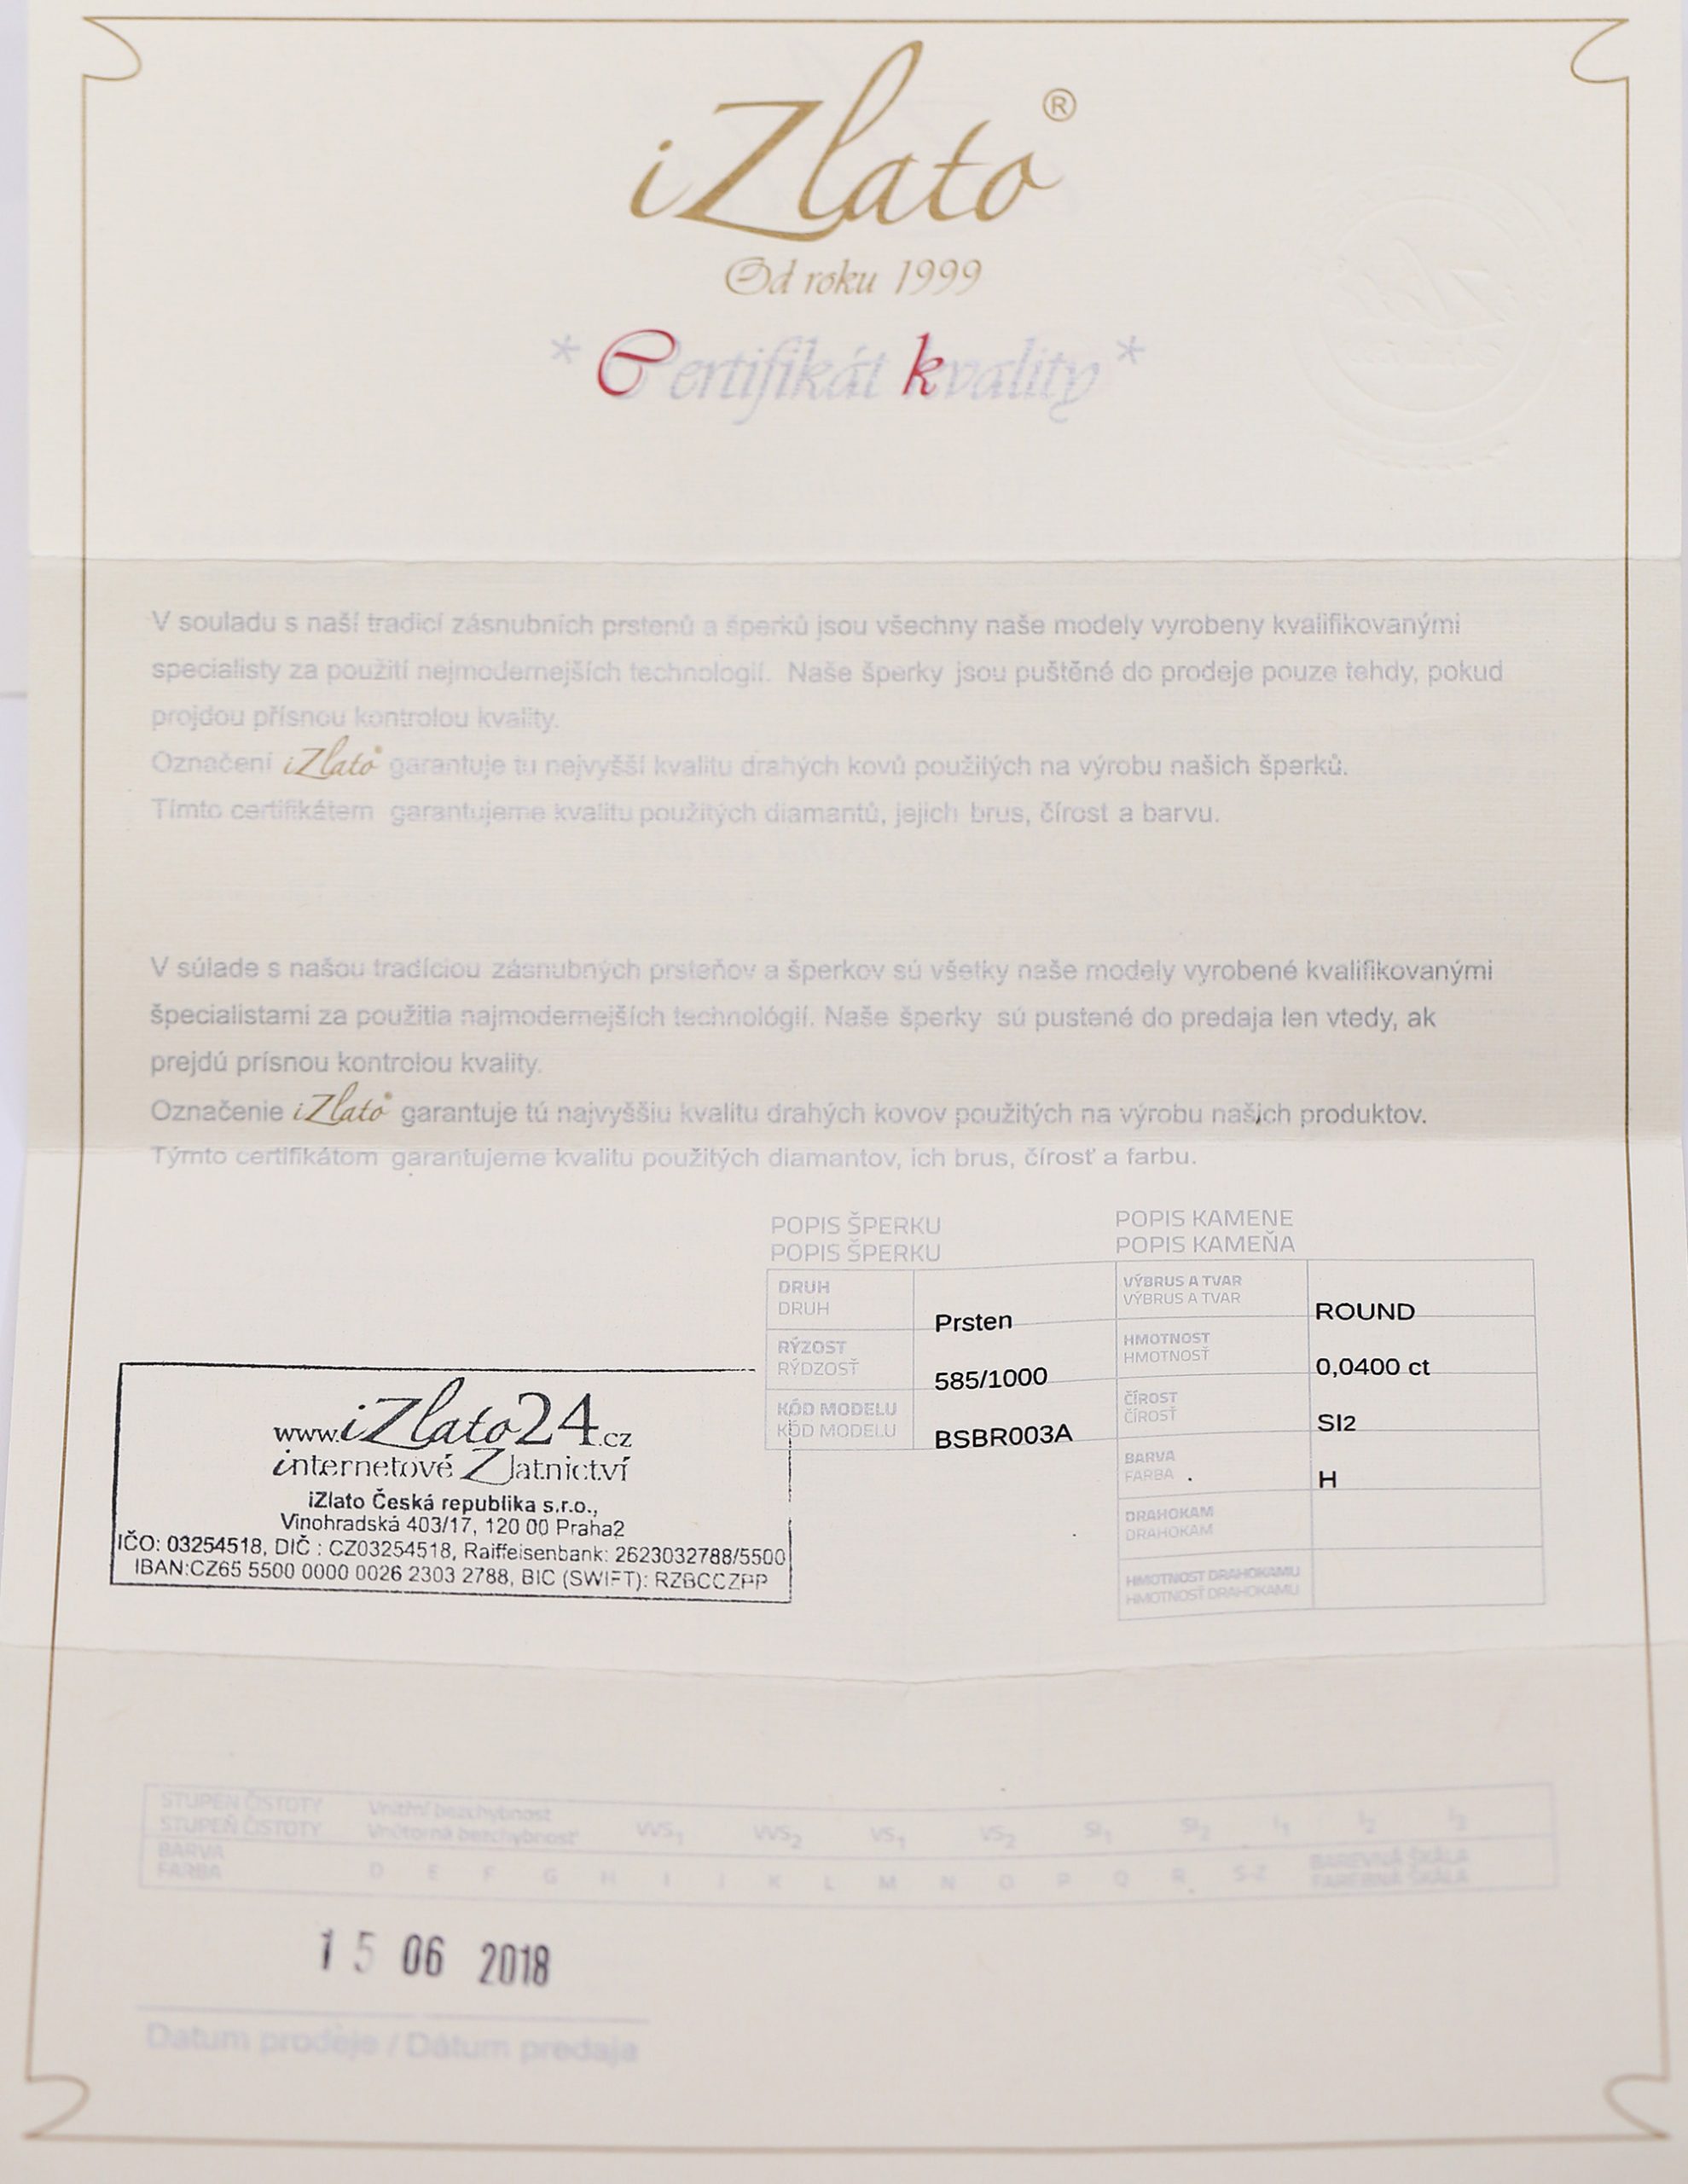 iZlato®
Od roku 1999
* Certifikát kvality *
V souladu s naší tradicí zásnubních prstenů a šperků jsou všechny naše modely vyrobeny kvalifikovanými
specialisty za použití nejmodernejších technologií. Naše šperky jsou puštěné do prodeje pouze tehdy, pokud
projdou přísnou kontrolou kvality.
Označení iZlato® garantuje tu nejvyšší kvalitu drahých kovů použitých na výrobu našich šperků.
Tímto certifikátem garantujeme kvalitu použitých diamantů, jejich brus, čírost a barvu.
V súlade s našou tradíciou zásnubných prsteňov a šperkov sú všetky naše modely vyrobené kvalifikovanými
špecialistami za použitia najmodernejších technológií. Naše šperky sú pustené do predaja len vtedy, ak
prejdú prísnou kontrolou kvality.
Označenie iZlato® garantuje tú najvyššiu kvalitu drahých kovov použitých na výrobu našich produktov.
Týmto certifikátom garantujeme kvalitu použitých diamantov, ich brus, čírosť a farbu.
POPIS ŠPERKU
POPIS ŠPERKU
DRUH
DRUH
Prsten
RÝZOST
RÝDZOSŤ
585/1000
KÓD MODELU
KÓD MODELU
BSBR003A
POPIS KAMENE
POPIS KAMEŇA
VÝBRUS A TVAR
VÝBRUS A TVAR
ROUND
HMOTNOST
HMOTNOSŤ
0,0400 ct
ČÍROST
ČÍROSŤ
SI2
BARVA
FARBA
H
DRAHOKAM
DRAHOKAM
HMOTNOST DRAHOKAMU
HMOTNOSŤ DRAHOKAMU
www.iZlato24.cz
internetové Zlatnictví
iZlato Česká republika s.r.o.,
Vinohradská 403/17, 120 00 Praha2
IČO: 03254518, DIČ : CZ03254518, Raiffeisenbank: 2623032788/5500
IBAN:CZ65 5500 0000 0026 2303 2788, BIC (SWIFT): RZBCCZPP
STUPEŇ ČISTOTY Vnitřní bezchybnost
STUPEŇ ČISTOTY Vnútorná bezchybnosť VVS1 VVS2 VS1 VS2 SI1 SI2 I1 I2 I3
BARVA BAREVNÁ ŠKÁLA
FARBA D E F G H I J K L M N O P Q R S-Z FAREBNÁ ŠKÁLA
15 06 2018
Datum prodeje / Dátum predaja